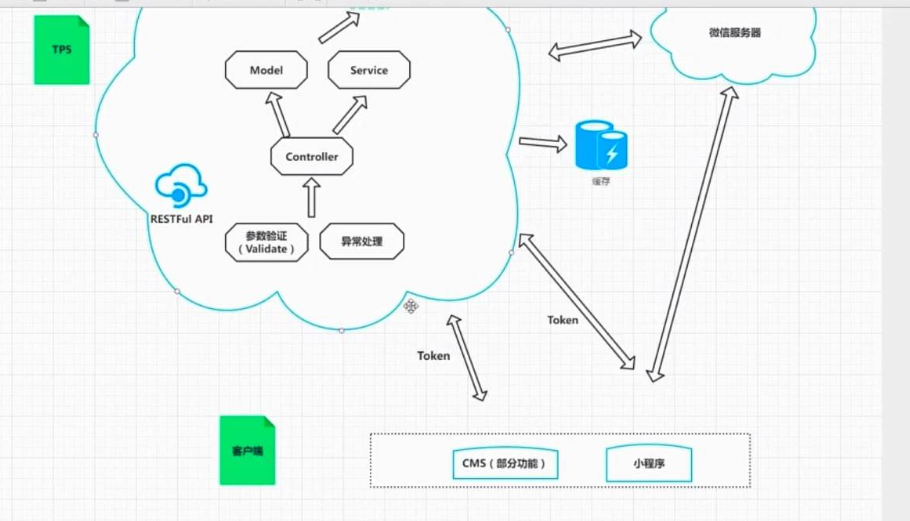 TP5
微信服务器
Model
Service
Controller
缓存
RESTFul API
参数验证
（Validate）
异常处理
Token
Token
客户端
CMS（部分功能）
小程序